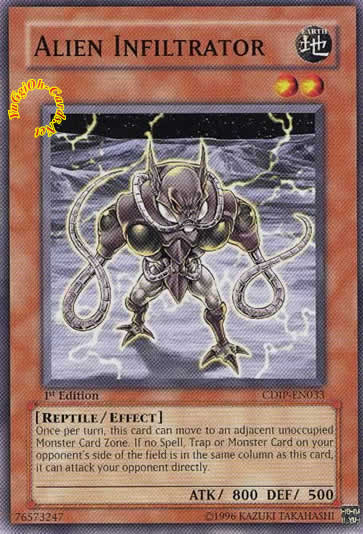 ALIEN INFILTRATOR
EARTH
地
YuGiOh-Cards.Net
1st Edition
CDIP-EN033
[REPTILE / EFFECT]
Once per turn, this card can move to an adjacent unoccupied
Monster Card Zone. If no Spell, Trap or Monster Card on your
opponent's side of the field is in the same column as this card,
it can attack your opponent directly.
ATK / 800 DEF / 500
76573247
©1996 KAZUKI TAKAHASHI